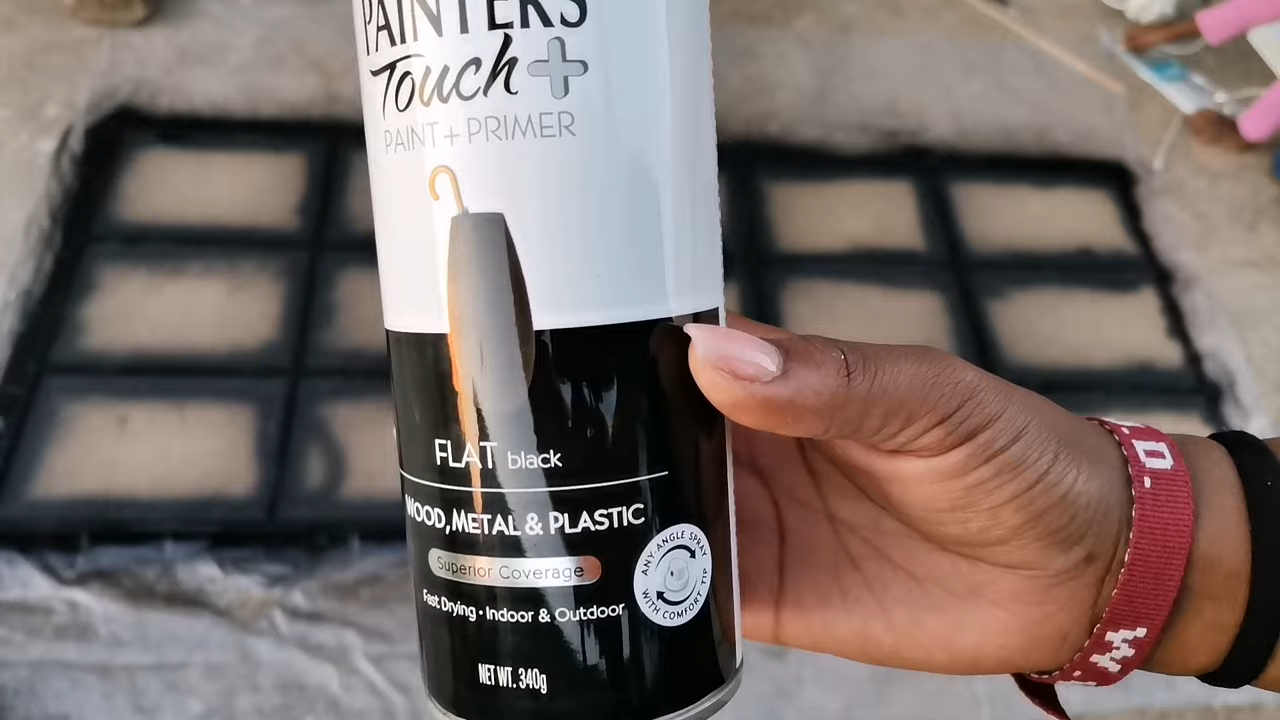 PAINTERS
Touch+
PAINT+PRIMER
FLAT black
WOOD, METAL & PLASTIC
Superior Coverage
Fast Drying • Indoor & Outdoor
ANY-ANGLE SPRAY
WITH COMFORT TIP
NET WT. 340g